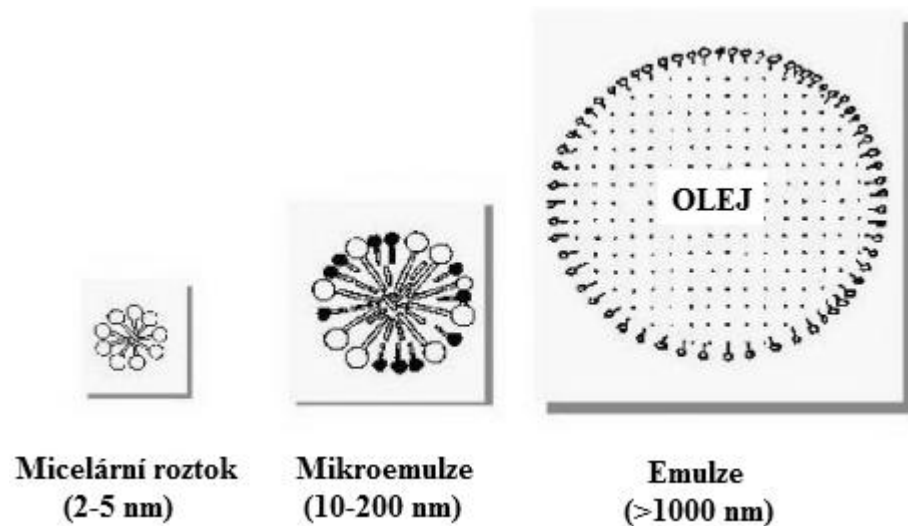 OLEJ
Micelární roztok
(2-5 nm)
Mikroemulze
(10-200 nm)
Emulze
(>1000 nm)